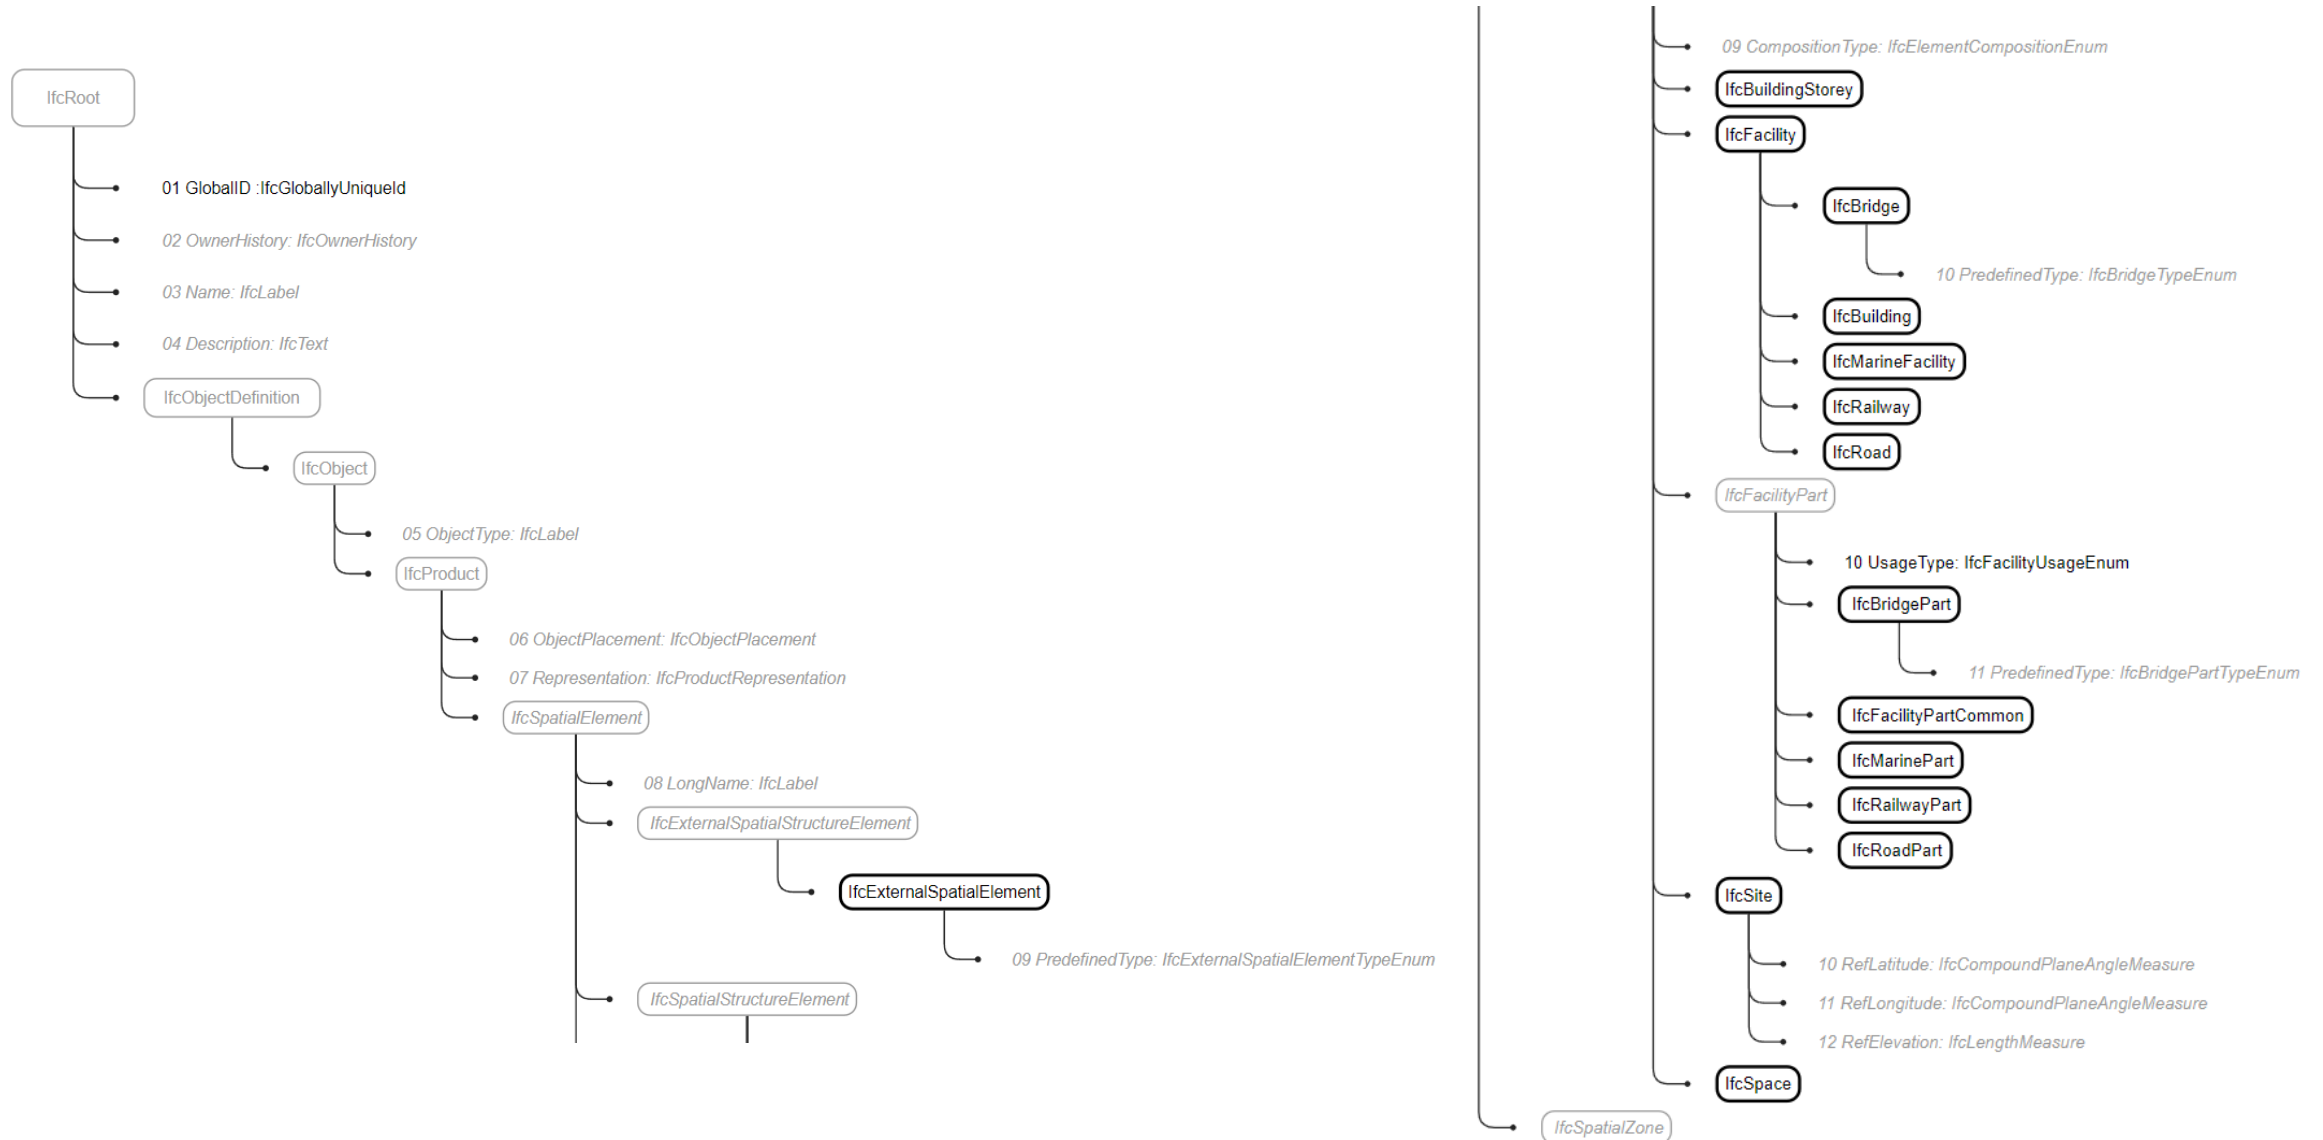 IfcRoot
01 GlobalID :IfcGloballyUniqueId
02 OwnerHistory: IfcOwnerHistory
03 Name: IfcLabel
04 Description: IfcText
IfcObjectDefinition
IfcObject
05 ObjectType: IfcLabel
IfcProduct
06 ObjectPlacement: IfcObjectPlacement
07 Representation: IfcProductRepresentation
IfcSpatialElement
08 LongName: IfcLabel
IfcExternalSpatialStructureElement
IfcExternalSpatialElement
09 PredefinedType: IfcExternalSpatialElementTypeEnum
IfcSpatialStructureElement
09 CompositionType: IfcElementCompositionEnum
IfcBuildingStorey
IfcFacility
IfcBridge
10 PredefinedType: IfcBridgeTypeEnum
IfcBuilding
IfcMarineFacility
IfcRailway
IfcRoad
IfcFacilityPart
10 UsageType: IfcFacilityUsageEnum
IfcBridgePart
11 PredefinedType: IfcBridgePartTypeEnum
IfcFacilityPartCommon
IfcMarinePart
IfcRailwayPart
IfcRoadPart
IfcSite
10 RefLatitude: IfcCompoundPlaneAngleMeasure
11 RefLongitude: IfcCompoundPlaneAngleMeasure
12 RefElevation: IfcLengthMeasure
IfcSpace
IfcSpatialZone